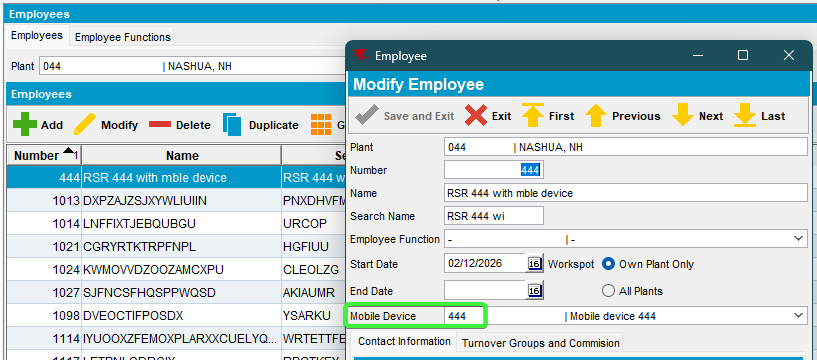 Employees
Employees Employee Functions
Plant 044 | NASHUA, NH
Employees
Add Modify Delete Duplicate
Number 1 Name
444 RSR 444 with mble device RSR 444 w
1013 DXPZAJZSJXYWLIUIIN PNXDHVFM
1014 LNFFIXTJEBQUBGU URCOP
1021 CGRYRTKTRPFNPL HGFIUU
1024 KWMOVVDZOOZAMCXPU CLEOLZG
1027 SJFNCSFHQSPPWQSD AKIAUMR
1098 DVEOCTIFPOSDX YSARKU
1114 IYUOOXZFEMOXPLARXXCUELYQ... WRTETTFE
Employee
Modify Employee
Save and Exit Exit First Previous Next Last
Plant 044 | NASHUA, NH
Number 444
Name RSR 444 with mble device
Search Name RSR 444 wi
Employee Function - | -
Start Date 02/12/2026 16 Workspot Own Plant Only
End Date 16 All Plants
Mobile Device 444 | Mobile device 444
Contact Information Turnover Groups and Commision